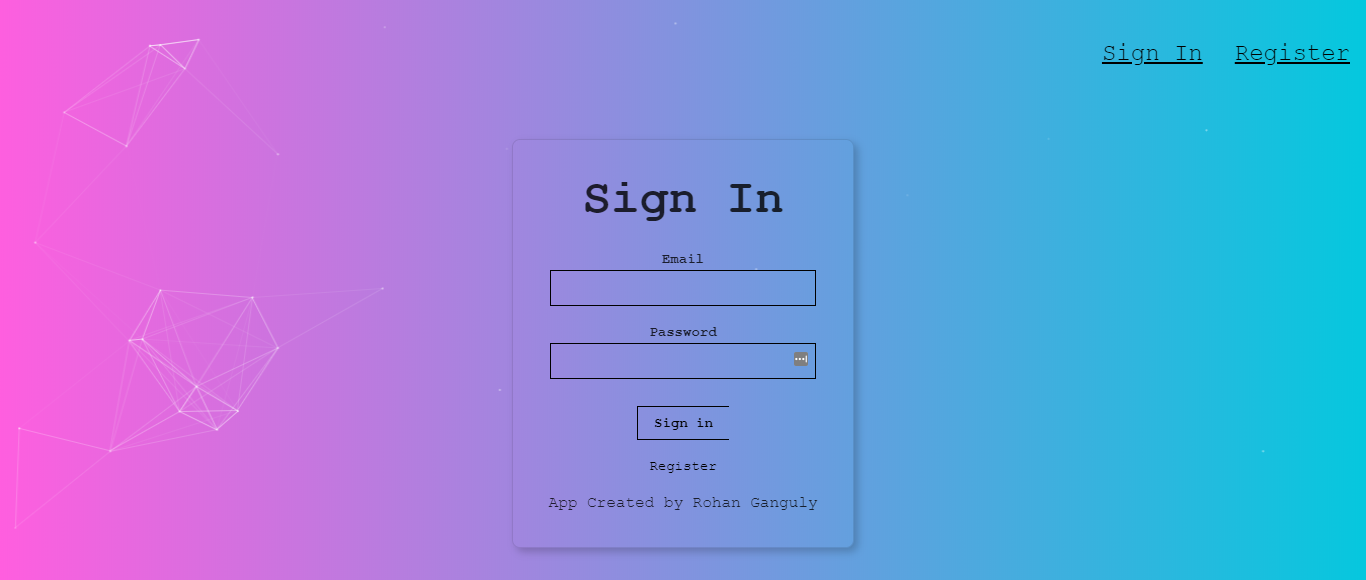 Sign In Register
Sign In
Email
Password
Sign in
Register
App Created by Rohan Ganguly